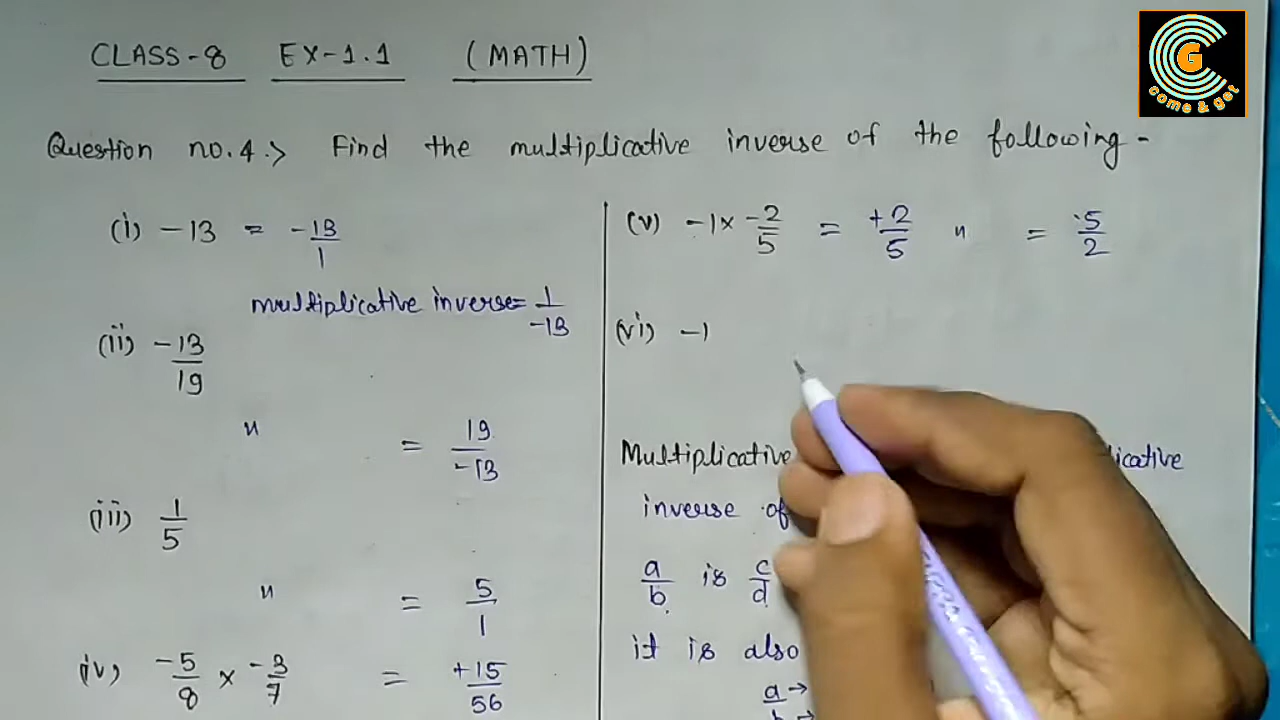 CLASS-8 EX-1.1 (MATH)
G
come & get
Question no.4.> Find the multiplicative inverse of the following-
(i) -13 = -13/1
multiplicative inverse = 1/-13
(ii) -13/19
" = 19/-13
(iii) 1/5
" = 5/1
(iv) -5/8 x -3/7 = +15/56
(v) -1x -2/5 = +2/5 " = 5/2
(vi) -1
Multiplicative
inverse of
a/b is c/d
it is also
a→
b→